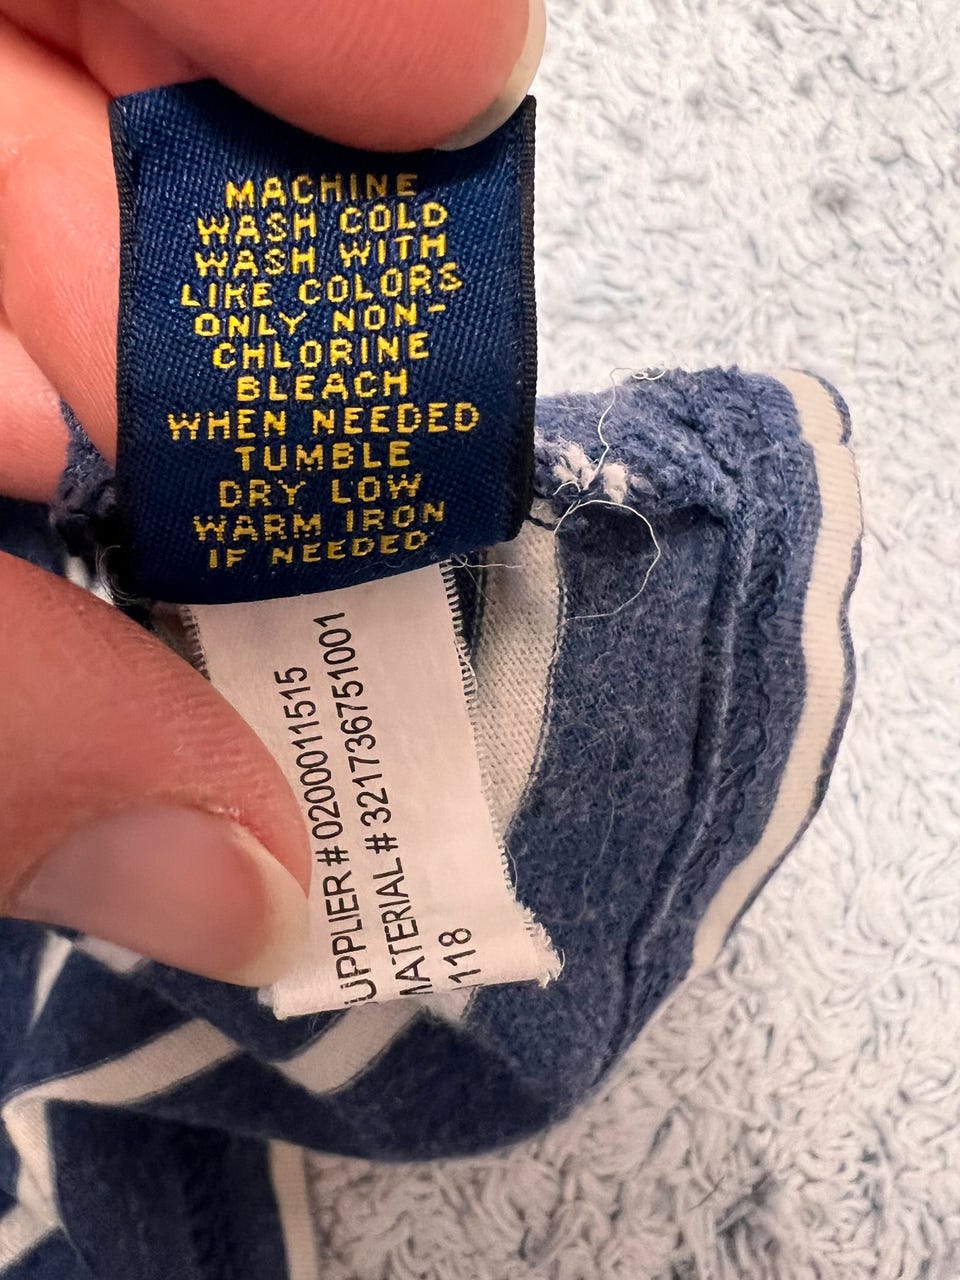 MACHINE
WASH COLD
WASH WITH
LIKE COLORS
ONLY NON-
CHLORINE
BLEACH
WHEN NEEDED
TUMBLE
DRY LOW
WARM IRON
IF NEEDED
UPPLIER # 0200011515
MATERIAL # 321736751001
118